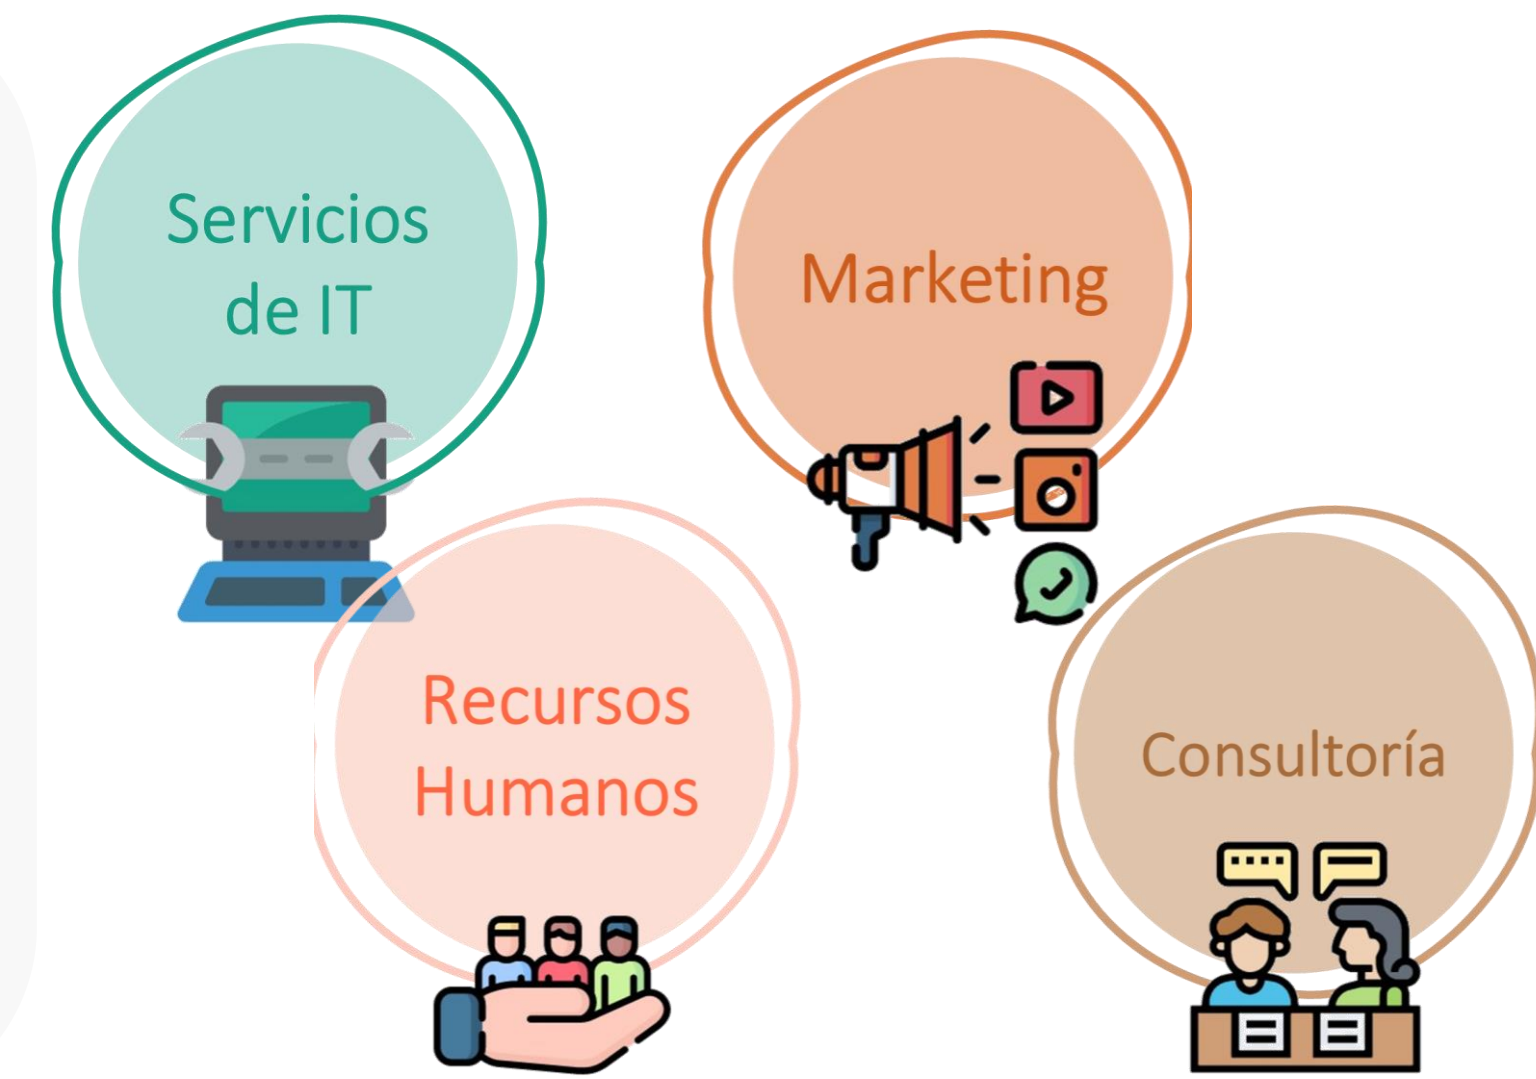 Servicios
de IT
Marketing
Recursos
Humanos
Consultoría